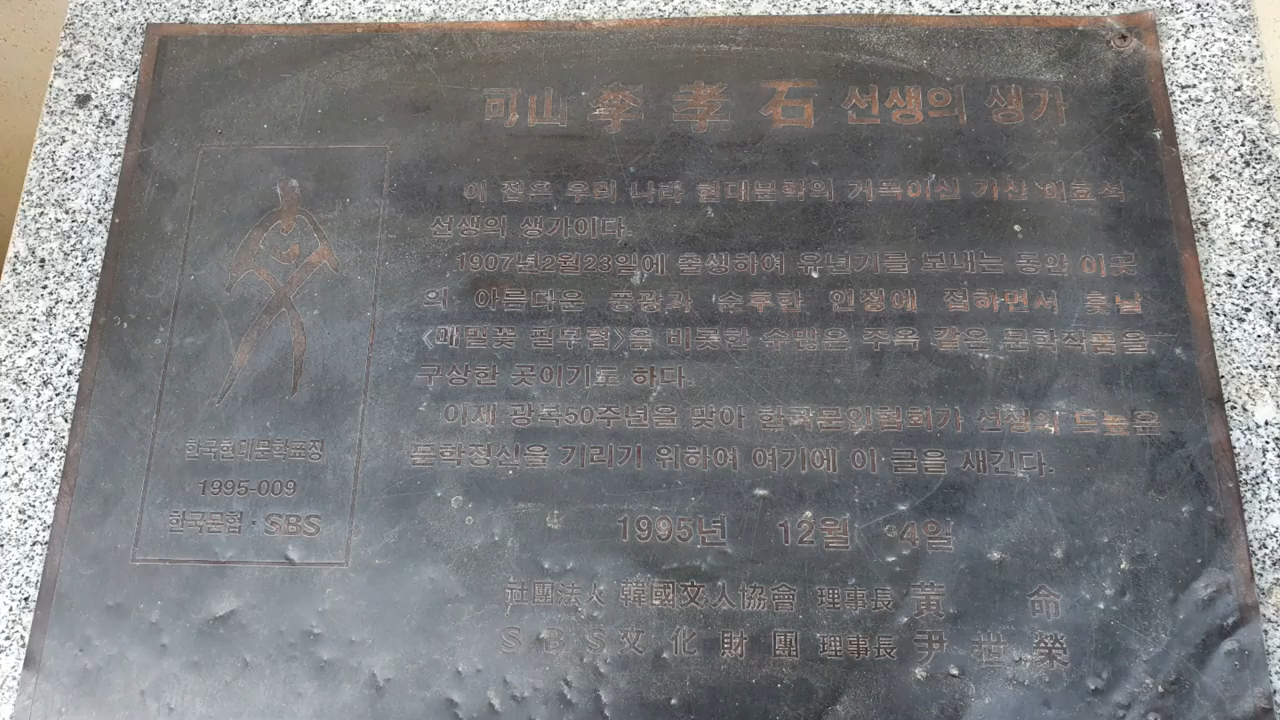 可山 李孝石 선생의 생가
이 집은 우리 나라 현대문학의 거목이신 가산 이효석
선생의 생가이다.
1907년2월23일에 출생하여 유년기를 보내는 동안 이곳
의 아름다운 풍광과 순후한 인정에 접하면서 훗날
<메밀꽃 필무렵>을 비롯한 수많은 주옥 같은 문학작품을
구상한 곳이기도 하다.
이제 광복50주년을 맞아 한국문인협회가 선생의 드높은
문학정신을 기리기 위하여 여기에 이 글을 새긴다.
1995년 12월 4일
社團法人 韓國文人協會 理事長 黃 命
SBS文化財團 理事長 尹世榮
한국현대문학표징
1995-009
한국문협·SBS